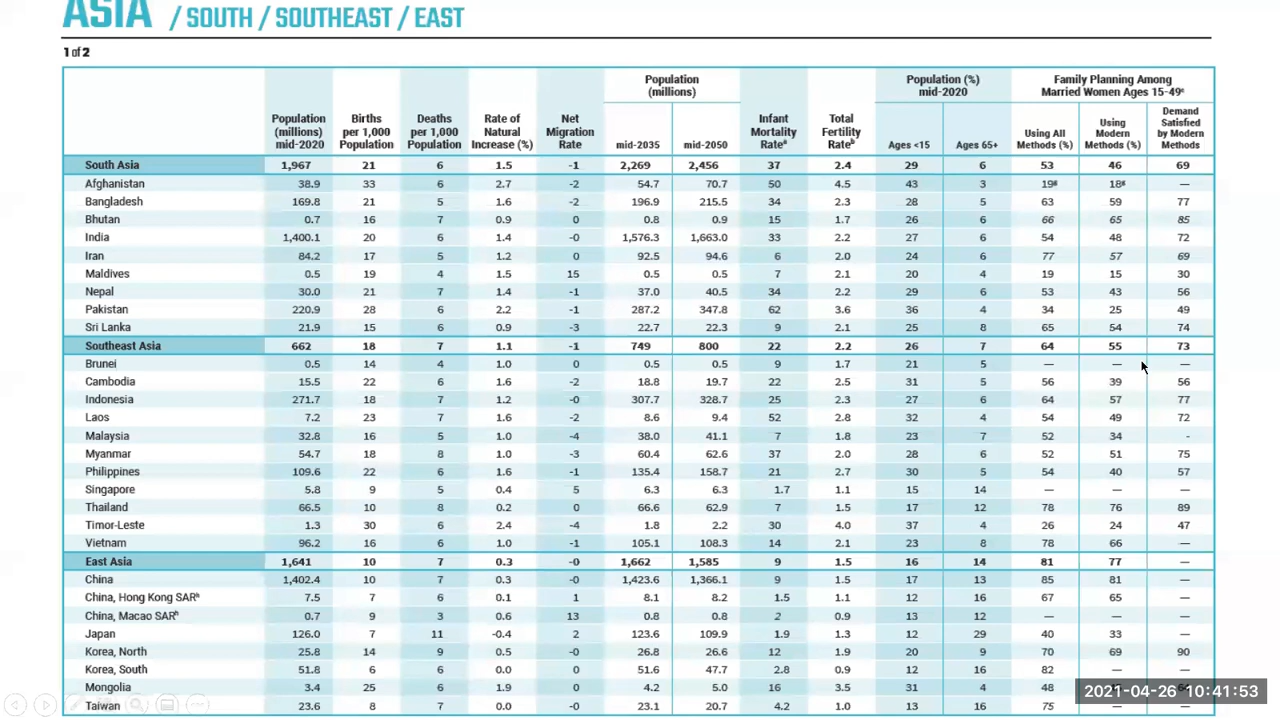 ASIA / SOUTH / SOUTHEAST / EAST
1 of 2
Population (millions) Population (%) mid-2020 Family Planning Among Married Women Ages 15-49ᵉ
Population (millions) mid-2020 Births per 1,000 Population Deaths per 1,000 Population Rate of Natural Increase (%) Net Migration Rate mid-2035 mid-2050 Infant Mortality Rateᵃ Total Fertility Rateᵇ Ages <15 Ages 65+ Using All Methods (%) Using Modern Methods (%) Demand Satisfied by Modern Methods
South Asia 1,967 21 6 1.5 -1 2,269 2,456 37 2.4 29 6 53 46 69
Afghanistan 38.9 33 6 2.7 -2 54.7 70.7 50 4.5 43 3 19ᵍ 18ᵍ —
Bangladesh 169.8 21 5 1.6 -2 196.9 215.5 34 2.3 28 5 63 59 77
Bhutan 0.7 16 7 0.9 0 0.8 0.9 15 1.7 26 6 66 65 85
India 1,400.1 20 6 1.4 -0 1,576.3 1,663.0 33 2.2 27 6 54 48 72
Iran 84.2 17 5 1.2 0 92.5 94.6 6 2.0 24 6 77 57 69
Maldives 0.5 19 4 1.5 15 0.5 0.5 7 2.1 20 4 19 15 30
Nepal 30.0 21 7 1.4 -1 37.0 40.5 34 2.2 29 6 53 43 56
Pakistan 220.9 28 6 2.2 -1 287.2 347.8 62 3.6 36 4 34 25 49
Sri Lanka 21.9 15 6 0.9 -3 22.7 22.3 9 2.1 25 8 65 54 74
Southeast Asia 662 18 7 1.1 -1 749 800 22 2.2 26 7 64 55 73
Brunei 0.5 14 4 1.0 0 0.5 0.5 9 1.7 21 5 — — —
Cambodia 15.5 22 6 1.6 -2 18.8 19.7 22 2.5 31 5 56 39 56
Indonesia 271.7 18 7 1.2 -0 307.7 328.7 25 2.3 27 6 64 57 77
Laos 7.2 23 7 1.6 -2 8.6 9.4 52 2.8 32 4 54 49 72
Malaysia 32.8 16 5 1.0 -4 38.0 41.1 7 1.8 23 7 52 34 -
Myanmar 54.7 18 8 1.0 -3 60.4 62.6 37 2.0 28 6 52 51 75
Philippines 109.6 22 6 1.6 -1 135.4 158.7 21 2.7 30 5 54 40 57
Singapore 5.8 9 5 0.4 5 6.3 6.3 1.7 1.1 15 14 — — —
Thailand 66.5 10 8 0.2 0 66.6 62.9 7 1.5 17 12 78 76 89
Timor-Leste 1.3 30 6 2.4 -4 1.8 2.2 30 4.0 37 4 26 24 47
Vietnam 96.2 16 6 1.0 -1 105.1 108.3 14 2.1 23 8 78 66 —
East Asia 1,641 10 7 0.3 -0 1,662 1,585 9 1.5 16 14 81 77 —
China 1,402.4 10 7 0.3 -0 1,423.6 1,366.1 9 1.5 17 13 85 81 —
China, Hong Kong SARʰ 7.5 7 6 0.1 1 8.1 8.2 1.5 1.1 12 16 67 65 —
China, Macao SARʰ 0.7 9 3 0.6 13 0.8 0.8 2 0.9 13 12 — — —
Japan 126.0 7 11 -0.4 2 123.6 109.9 1.9 1.3 12 29 40 33 —
Korea, North 25.8 14 9 0.5 -0 26.8 26.6 12 1.9 20 9 70 69 90
Korea, South 51.8 6 6 0.0 0 51.6 47.7 2.8 0.9 12 16 82 — —
Mongolia 3.4 25 6 1.9 0 4.2 5.0 16 3.5 31 4 48
Taiwan 23.6 8 7 0.0 -0 23.1 20.7 4.2 1.0 13 16 75 — —
2021-04-26 10:41:53